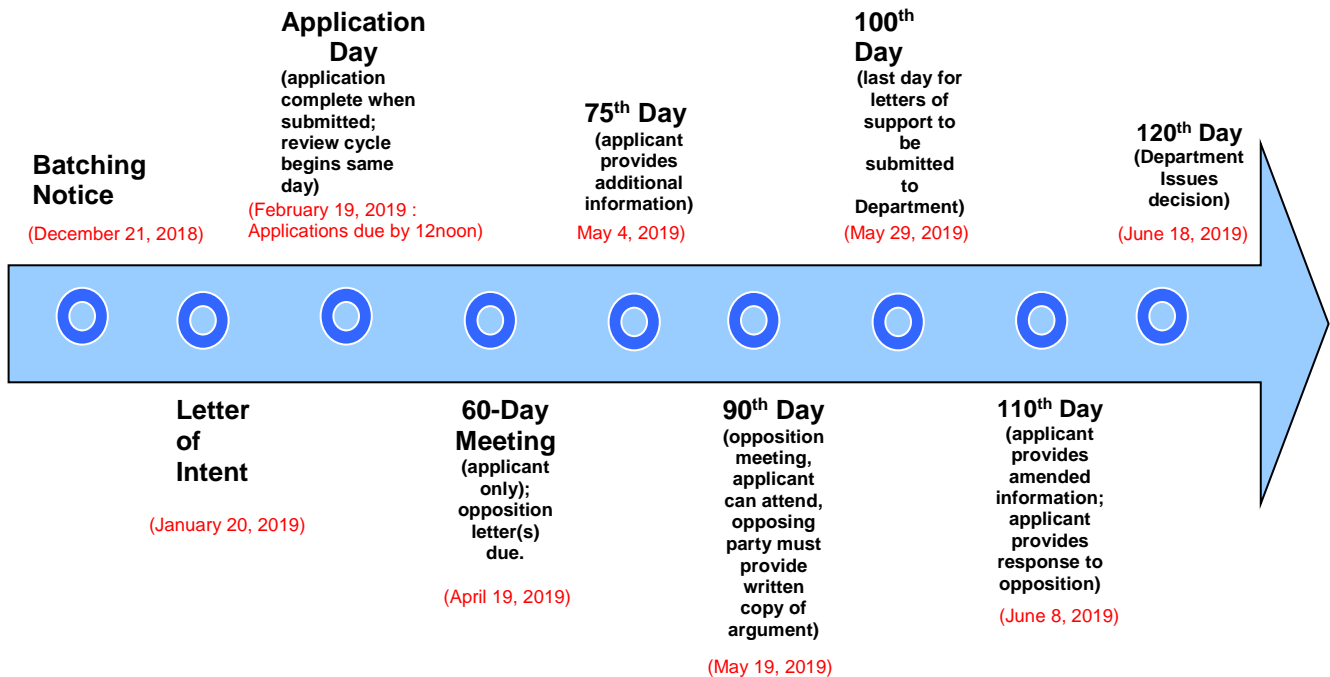 Batching
Notice
(December 21, 2018)
Letter
of
Intent
(January 20, 2019)
Application
Day
(application
complete when
submitted;
review cycle
begins same
day)
(February 19, 2019 :
Applications due by 12noon)
60-Day
Meeting
(applicant
only);
opposition
letter(s)
due.
(April 19, 2019)
75th Day
(applicant
provides
additional
information)
May 4, 2019)
90th Day
(opposition
meeting,
applicant
can attend,
opposing
party must
provide
written
copy of
argument)
(May 19, 2019)
100th
Day
(last day for
letters of
support to
be
submitted
to
Department)
(May 29, 2019)
110th Day
(applicant
provides
amended
information;
applicant
provides
response to
opposition)
(June 8, 2019)
120th Day
(Department
Issues
decision)
(June 18, 2019)